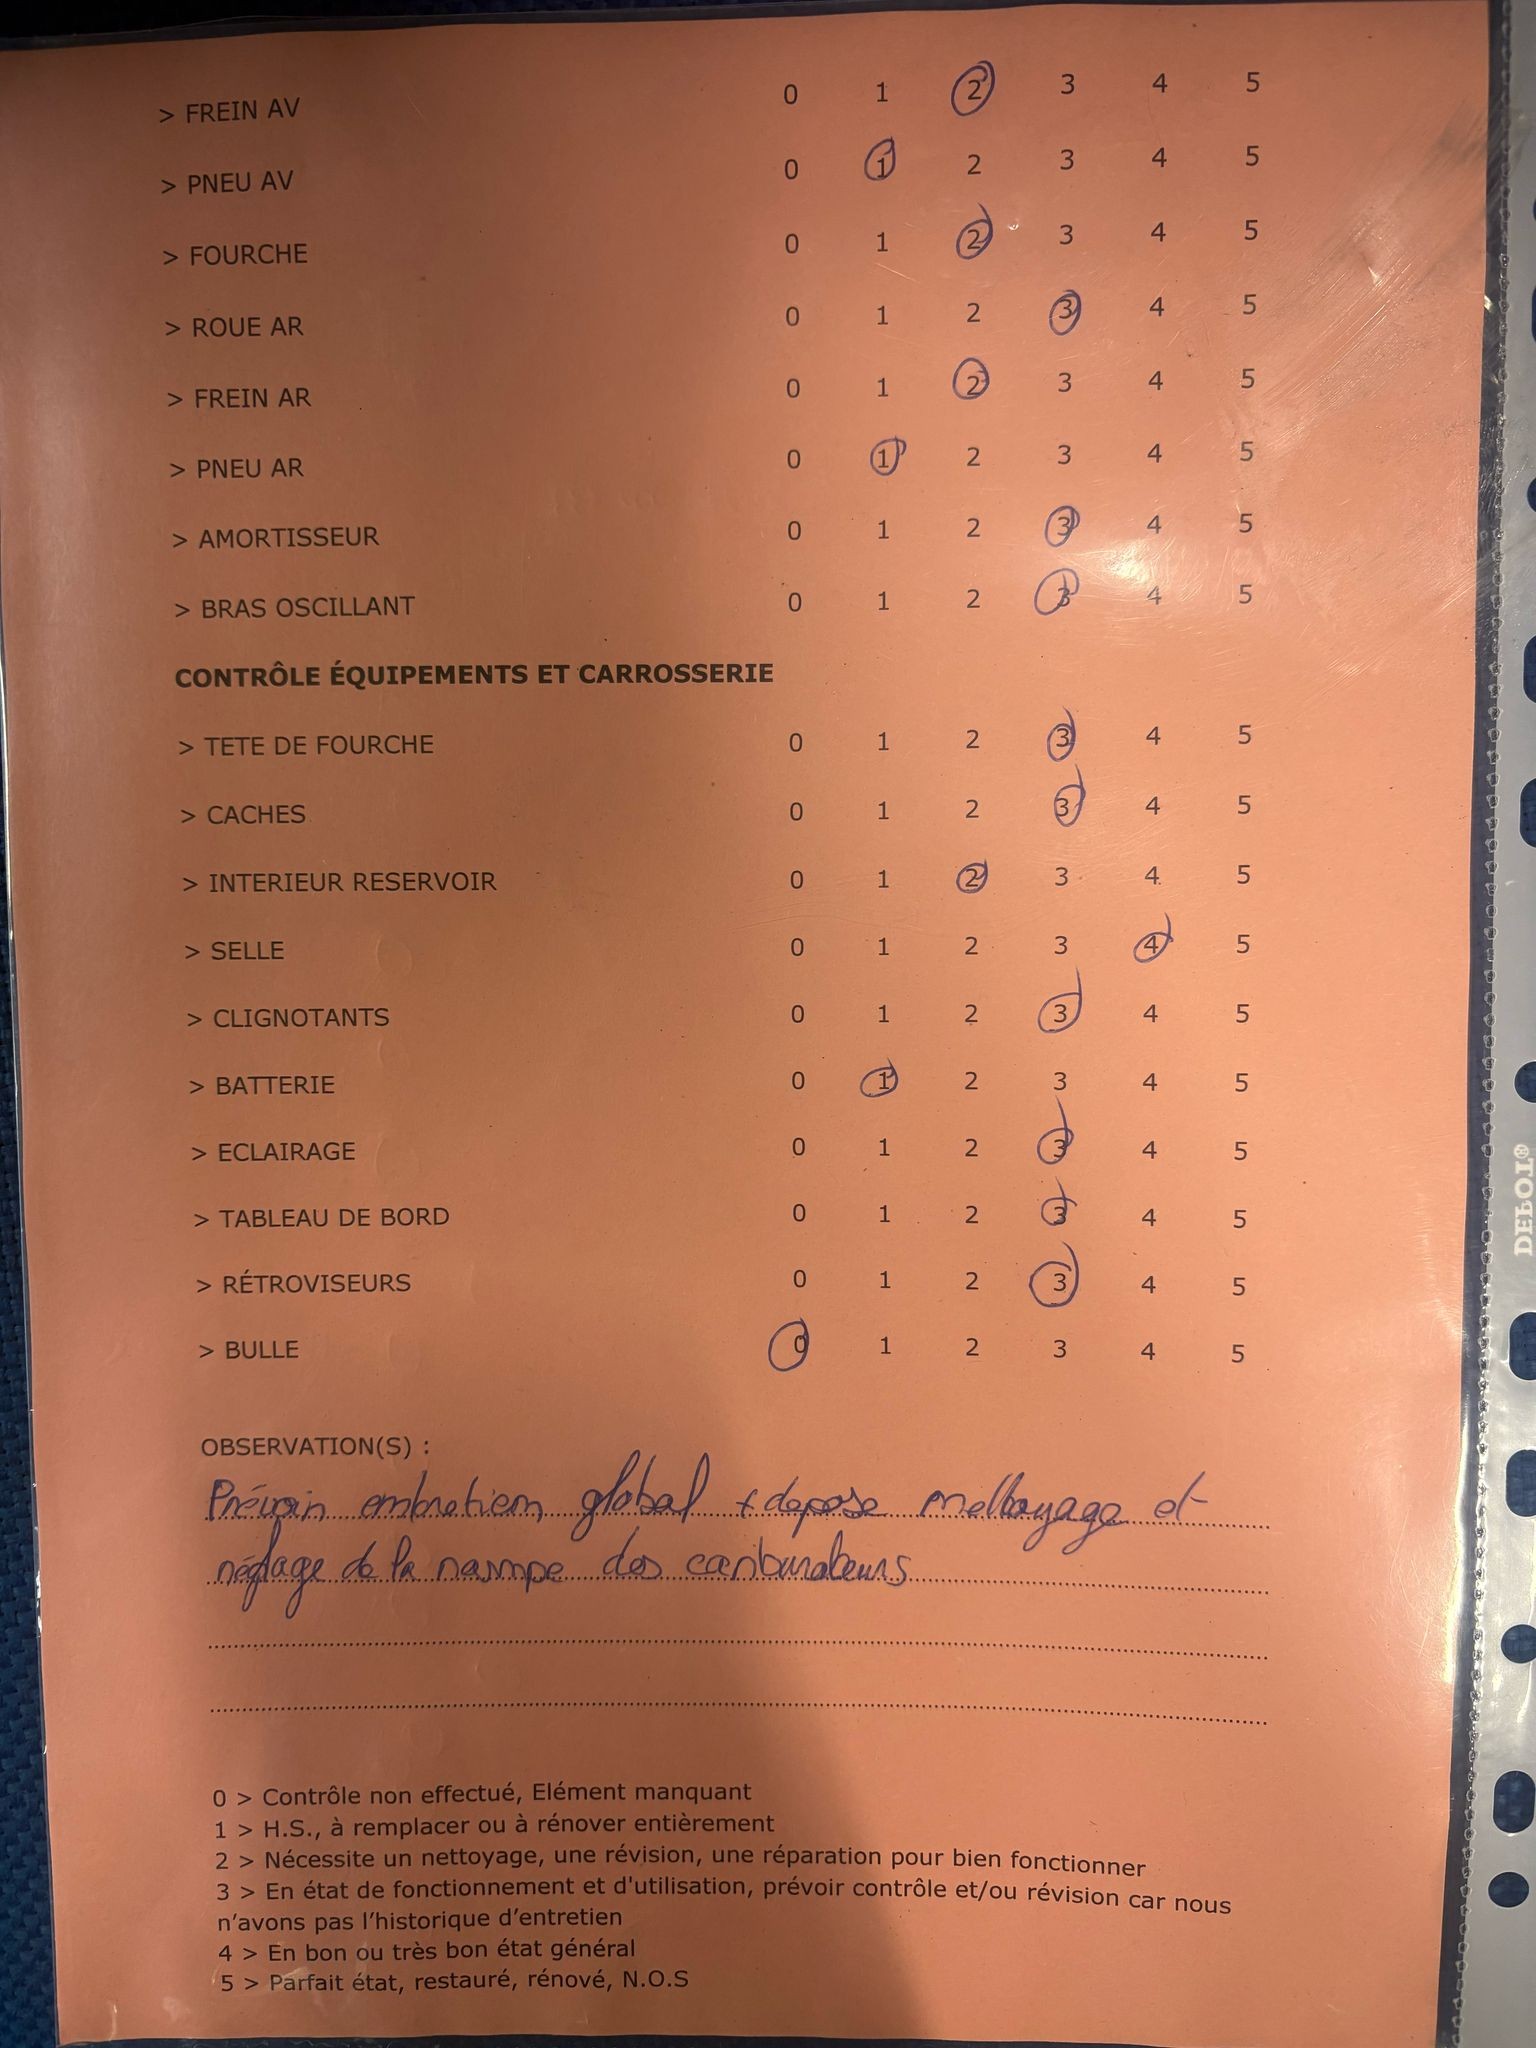 > FREIN AV 0 1 2 3 4 5
> PNEU AV 0 1 2 3 4 5
> FOURCHE 0 1 2 3 4 5
> ROUE AR 0 1 2 3 4 5
> FREIN AR 0 1 2 3 4 5
> PNEU AR 0 1 2 3 4 5
> AMORTISSEUR 0 1 2 3 4 5
> BRAS OSCILLANT 0 1 2 3 4 5
CONTRÔLE ÉQUIPEMENTS ET CARROSSERIE
> TETE DE FOURCHE 0 1 2 3 4 5
> CACHES 0 1 2 3 4 5
> INTERIEUR RESERVOIR 0 1 2 3 4 5
> SELLE 0 1 2 3 4 5
> CLIGNOTANTS 0 1 2 3 4 5
> BATTERIE 0 1 2 3 4 5
> ECLAIRAGE 0 1 2 3 4 5
> TABLEAU DE BORD 0 1 2 3 4 5
> RÉTROVISEURS 0 1 2 3 4 5
> BULLE 0 1 2 3 4 5
OBSERVATION(S) :
Prévoir entretien global + depose nettoyage et
réglage de la rampe des carburateurs
0 > Contrôle non effectué, Elément manquant
1 > H.S., à remplacer ou à rénover entièrement
2 > Nécessite un nettoyage, une révision, une réparation pour bien fonctionner
3 > En état de fonctionnement et d'utilisation, prévoir contrôle et/ou révision car nous
n'avons pas l'historique d'entretien
4 > En bon ou très bon état général
5 > Parfait état, restauré, rénové, N.O.S